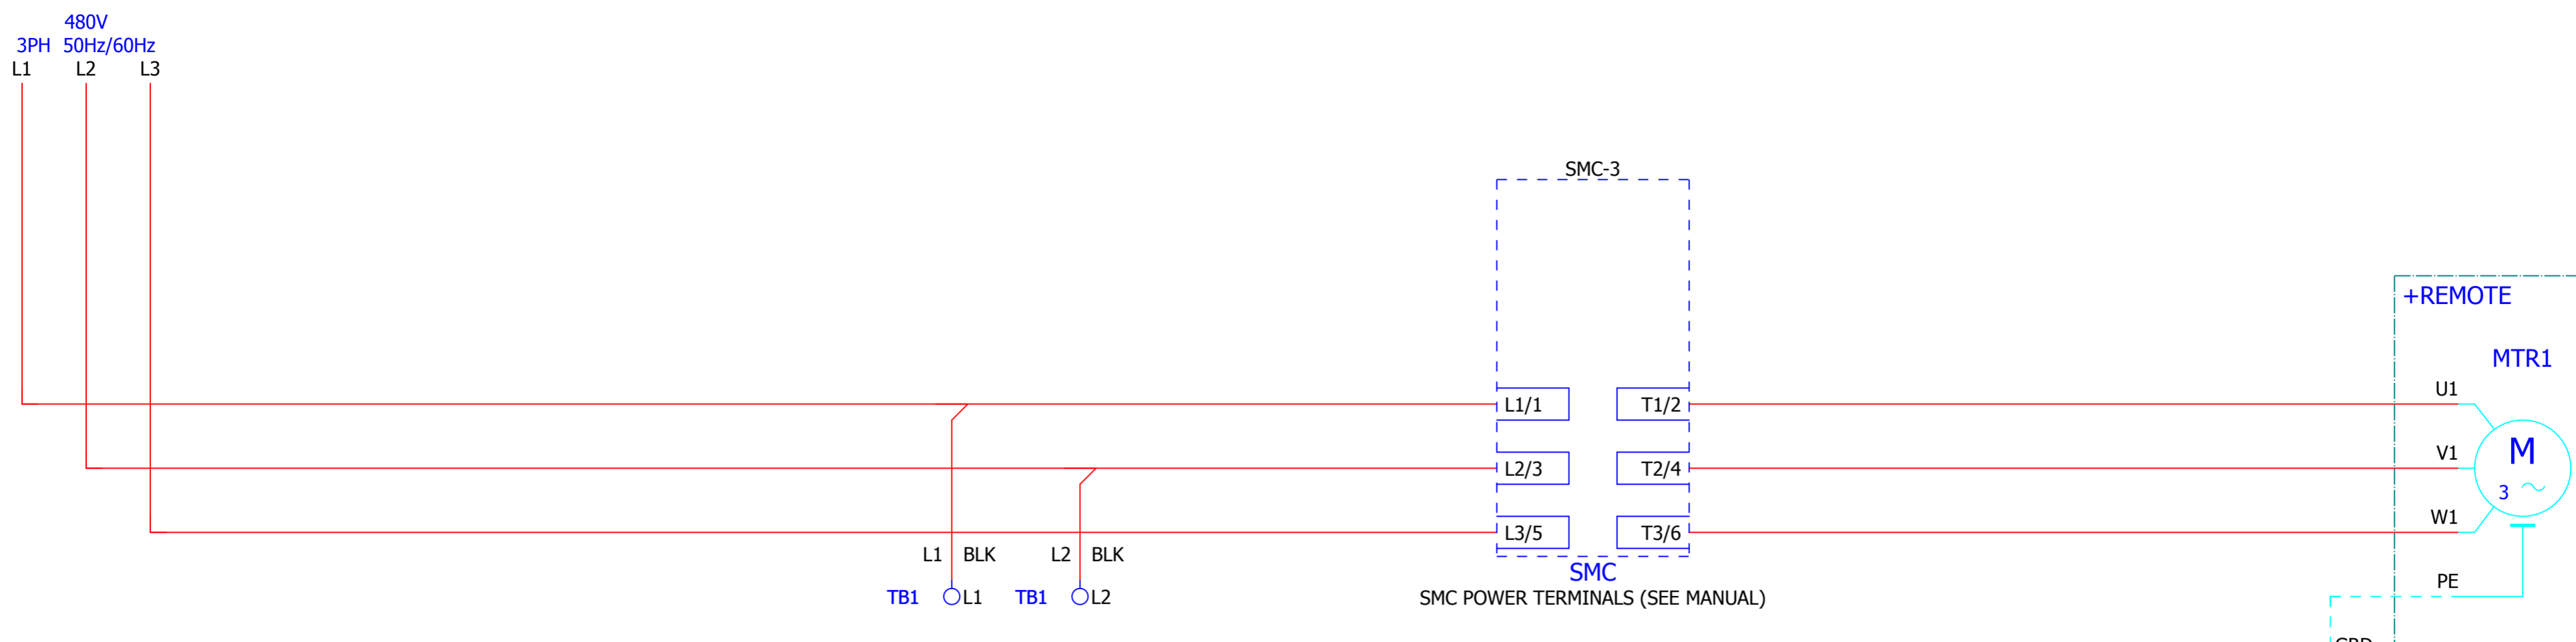 480V
3PH 50Hz/60Hz
L1 L2 L3
SMC-3
+REMOTE
MTR1
U1
L1/1 T1/2
V1 M
L2/3 T2/4
3
W1
L3/5 T3/6
L1 BLK L2 BLK
SMC
PE
TB1 L1 TB1 L2
SMC POWER TERMINALS (SEE MANUAL)